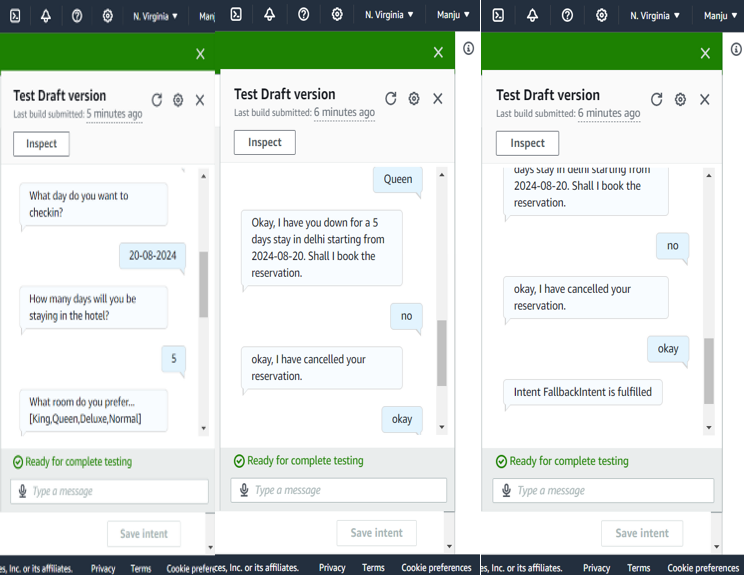 N. Virginia ▼ Manj
Test Draft version
Last build submitted: 5 minutes ago
Inspect
What day do you want to
checkin?
20-08-2024
How many days will you be
staying in the hotel?
5
What room do you prefer...
[King,Queen,Deluxe,Normal]
Ready for complete testing
Type a message
Save intent
es, Inc. or its affiliates. Privacy Terms Cookie preferen
N. Virginia ▼ Manju ▼
Test Draft version
Last build submitted: 6 minutes ago
Inspect
Queen
Okay, I have you down for a 5
days stay in delhi starting from
2024-08-20. Shall I book the
reservation.
no
okay, I have cancelled your
reservation.
okay
Ready for complete testing
Type a message
Save intent
ces, Inc. or its affiliates. Privacy Terms Cookie preferences
N. Virginia ▼ Manju ▼
Test Draft version
Last build submitted: 6 minutes ago
Inspect
days stay in delhi starting from
2024-08-20. Shall I book the
reservation.
no
okay, I have cancelled your
reservation.
okay
Intent FallbackIntent is fulfilled
Ready for complete testing
Type a message
Save intent
es, Inc. or its affiliates. Privacy Terms Cookie preferences